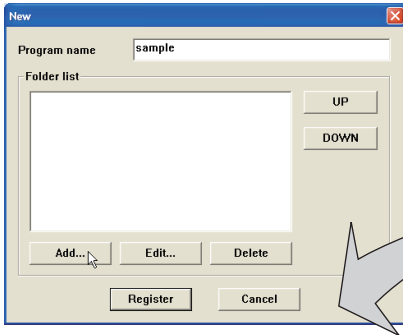 New
Program name sample
Folder list
UP
DOWN
Add... Edit... Delete
Register Cancel